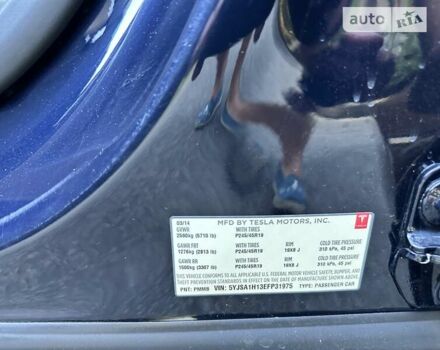 auto RIA
03/14 MFD BY TESLA MOTORS, INC.
GVWR WITH TIRES
2590kg (5710 lb) P245/45R19
GAWR FRT WITH TIRES RIM COLD TIRE PRESSURE
1276kg (2813 lb) P245/45R19 19X8 J 310 kPa, 45 psi
GAWR RR WITH TIRES RIM COLD TIRE PRESSURE
1500kg (3307 lb) P245/45R19 19X8 J 310 kPa, 45 psi
THIS VEHICLE CONFORMS TO ALL APPLICABLE FEDERAL MOTOR VEHICLE SAFETY, BUMPER, AND
THEFT PREVENTION STANDARDS IN EFFECT ON THE DATE OF MANUFACTURE SHOWN ABOVE.
PNT: PMMB VIN: 5YJSA1H13EFP31975 TYPE: PASSENGER CAR